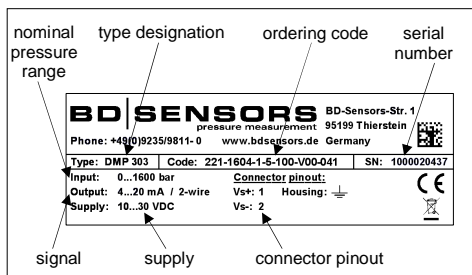 nominal pressure range
type designation
ordering code
serial number
BD|SENSORS
pressure measurement
BD-Sensors-Str. 1
95199 Thierstein
Phone: +49(0)9235/9811-0 www.bdsensors.de Germany
Type: DMP 303 Code: 221-1604-1-5-100-V00-041 SN: 1000020437
Input: 0...1600 bar Connector pinout:
Output: 4...20 mA / 2-wire Vs+: 1 Housing:
Supply: 10...30 VDC Vs-: 2
CE
signal
supply
connector pinout